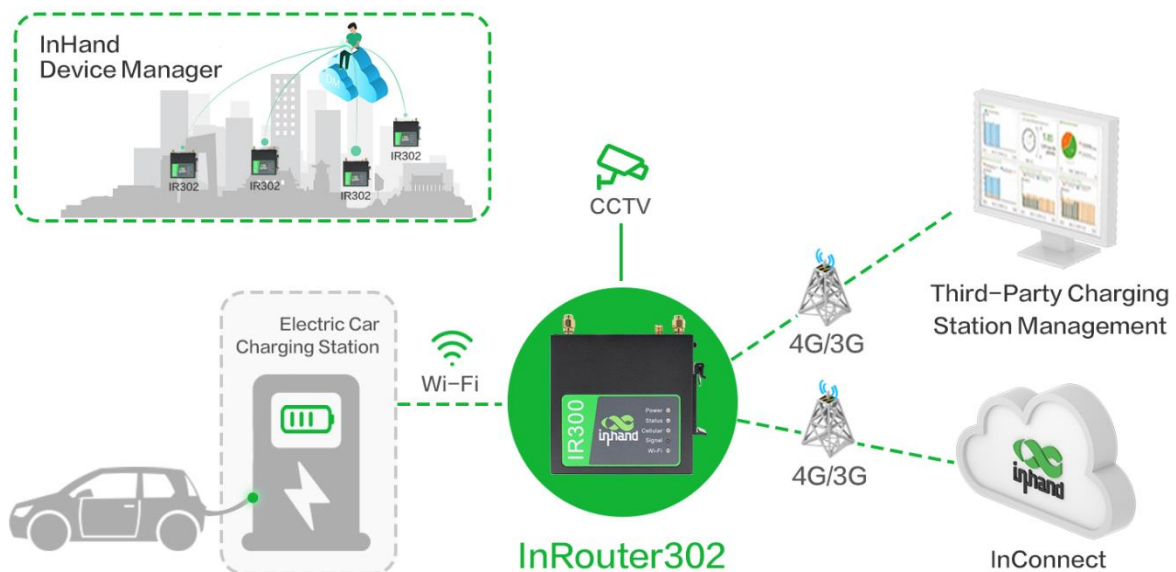 InHand
Device Manager
IR302
IR302
IR302
IR302
CCTV
Electric Car
Charging Station
Wi-Fi
IR300
inhand
Power
Status
Cellular
Signal
Wi-Fi
InRouter302
4G/3G
4G/3G
Third-Party Charging
Station Management
inhand
InConnect